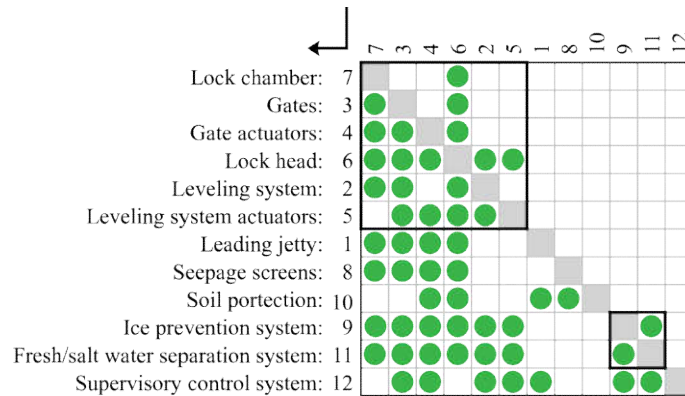 7 3 4 6 2 5 1 8 10 9 11 12
Lock chamber: 7
Gates: 3
Gate actuators: 4
Lock head: 6
Leveling system: 2
Leveling system actuators: 5
Leading jetty: 1
Seepage screens: 8
Soil portection: 10
Ice prevention system: 9
Fresh/salt water separation system: 11
Supervisory control system: 12